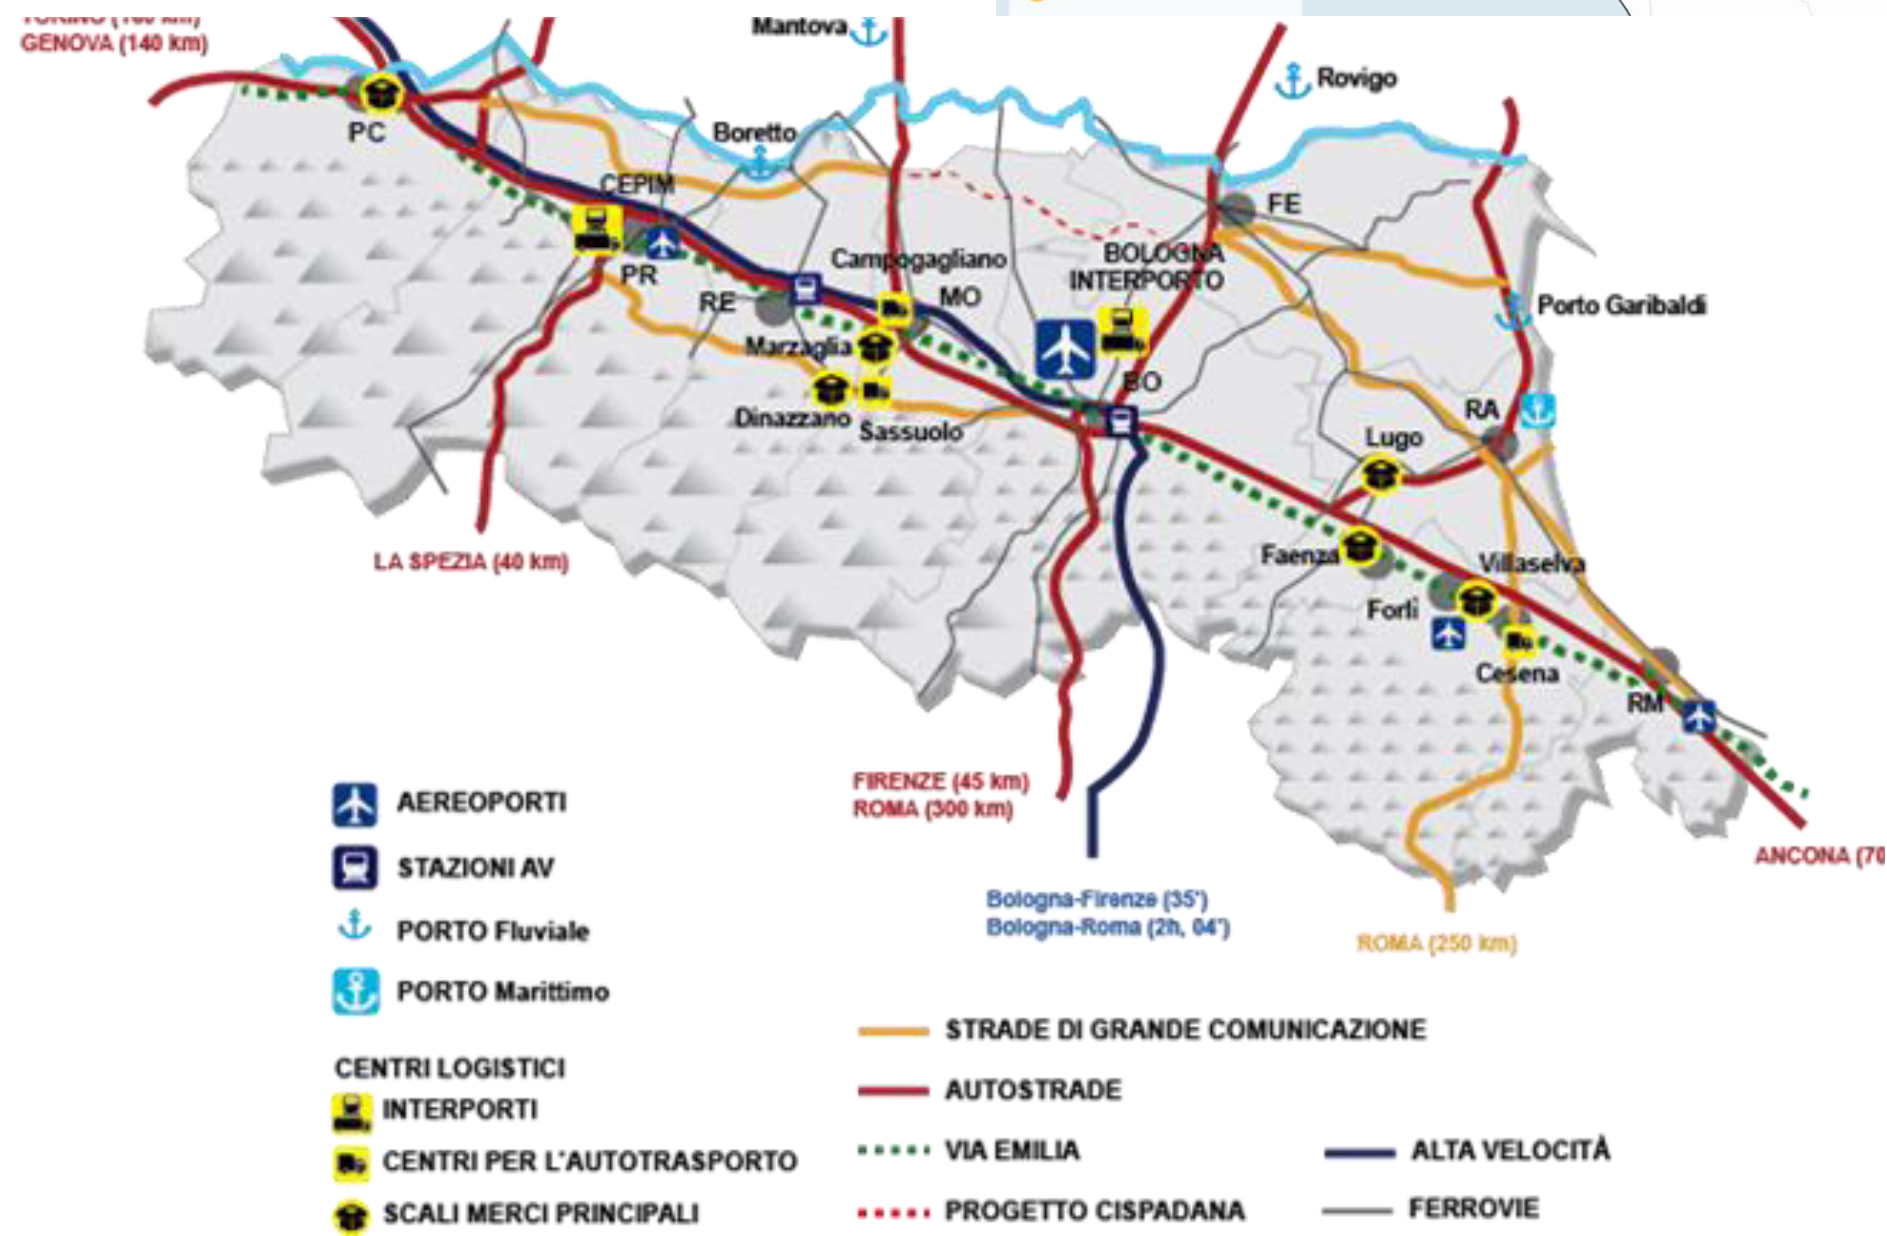 GENOVA (140 km)
Mantova
Rovigo
PC
Boretto
CEPIM
FE
PR
Campogagliano
BOLOGNA
INTERPORTO
RE
MO
Porto Garibaldi
Marzaglia
BO
Dinazzano
Sassuolo
RA
Lugo
LA SPEZIA (40 km)
Faenza
Villaselva
Forlì
Cesena
RM
FIRENZE (45 km)
ROMA (300 km)
ANCONA (70
Bologna-Firenze (35')
Bologna-Roma (2h, 04')
ROMA (250 km)
AEREOPORTI
STAZIONI AV
PORTO Fluviale
PORTO Marittimo
CENTRI LOGISTICI
INTERPORTI
CENTRI PER L'AUTOTRASPORTO
SCALI MERCI PRINCIPALI
STRADE DI GRANDE COMUNICAZIONE
AUTOSTRADE
VIA EMILIA
PROGETTO CISPADANA
ALTA VELOCITÀ
FERROVIE